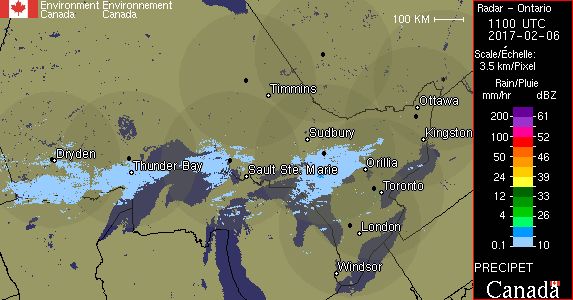 Environment Environnement
Canada Canada
100 KM
Timmins
Ottawa
Sudbury
Kingston
Dryden
Thunder Bay
Sault Ste. Marie
Orillia
Toronto
London
Windsor
Radar - Ontario
1100 UTC
2017-02-06
Scale/Échelle:
3.5 km/Pixel
Rain/Pluie
mm/hr dBZ
200 61
100 52
50 46
24 39
12 33
4 26
0.1 10
PRECIPET
Canada